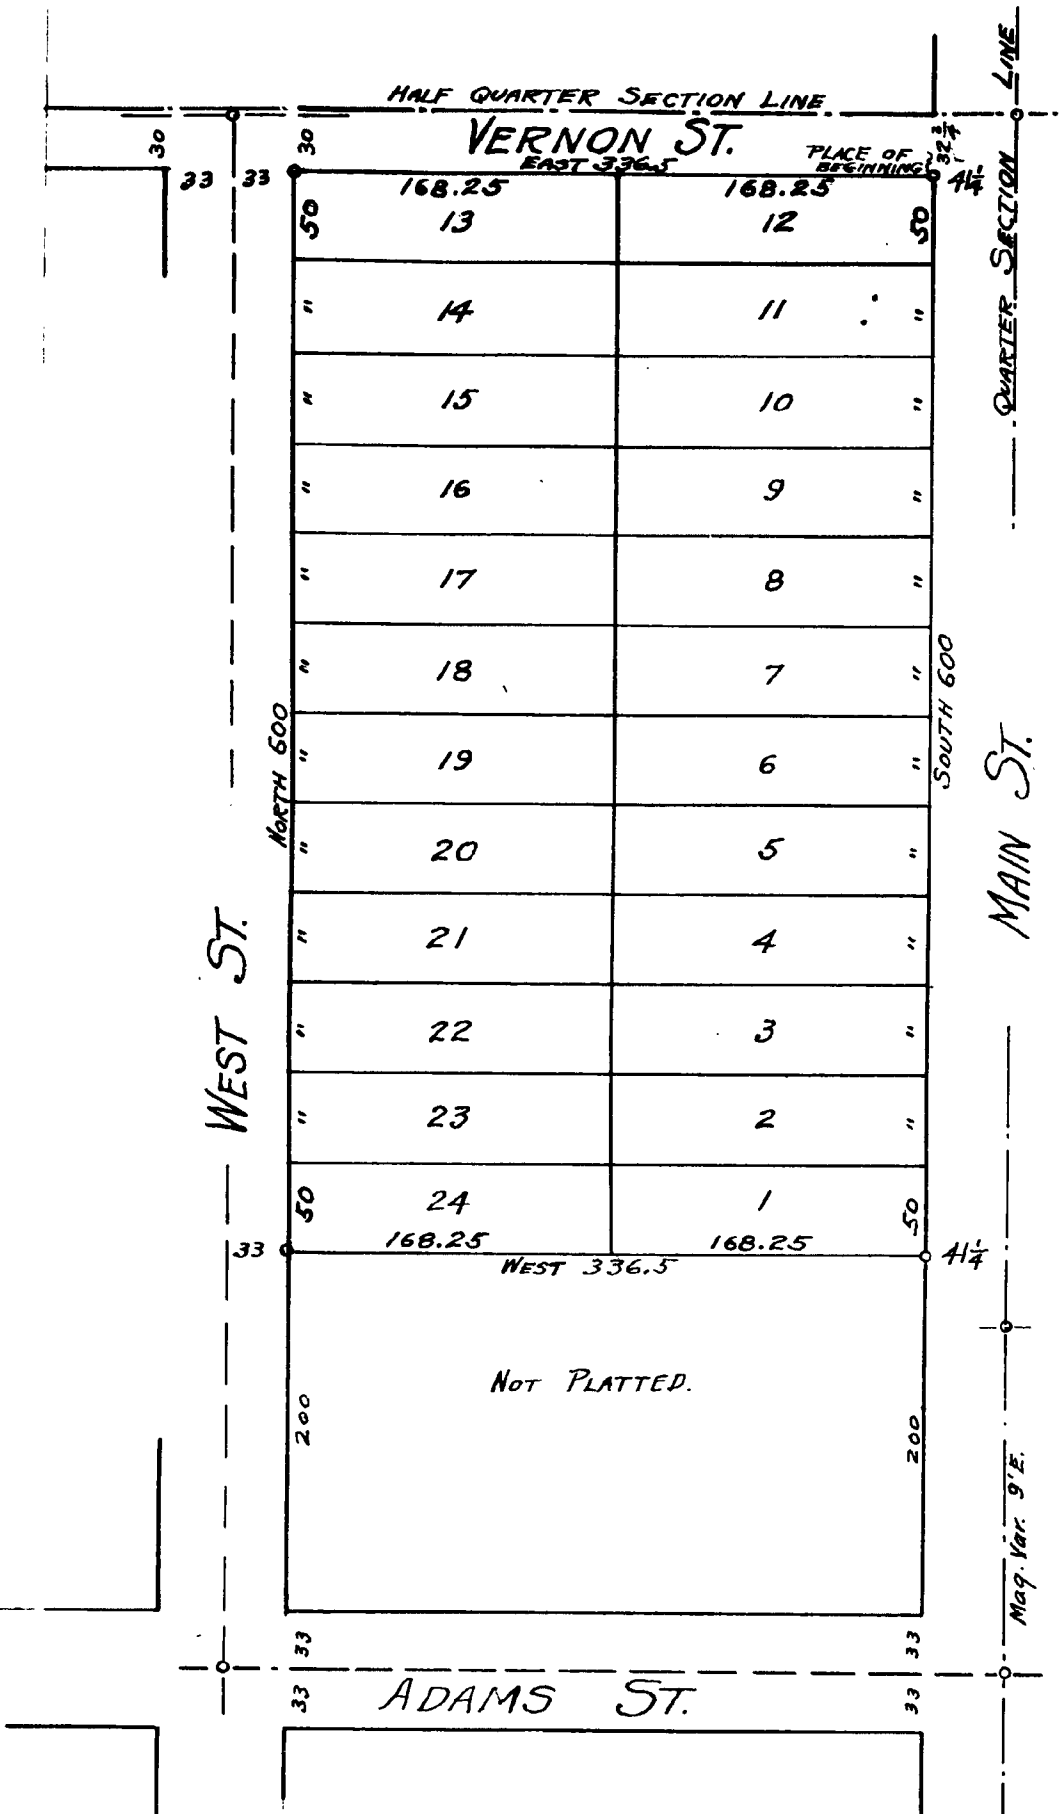 HALF QUARTER SECTION LINE
VERNON ST.
EAST 336.5
PLACE OF
BEGINNING
QUARTER SECTION LINE
30
30
33 33
41 1/4
168.25 168.25
50 13 12 50
" 14 11 "
" 15 10 "
" 16 9 "
" 17 8 "
" 18 7 "
" 19 6 "
" 20 5 "
" 21 4 "
" 22 3 "
" 23 2 "
50 24 1 50
NORTH 600
SOUTH 600
WEST ST.
MAIN ST.
33 168.25 168.25 41 1/4
WEST 336.5
NOT PLATTED.
200 200
Mag. Var. 9'E.
33 33
ADAMS ST.
33 33